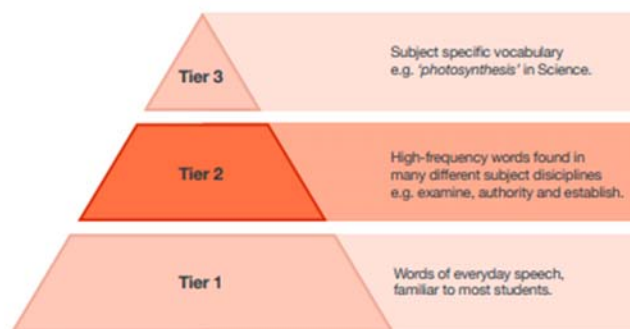 Tier 3
Subject specific vocabulary
e.g. ‘photosynthesis’ in Science.
Tier 2
High-frequency words found in
many different subject disiciplines
e.g. examine, authority and establish.
Tier 1
Words of everyday speech,
familiar to most students.